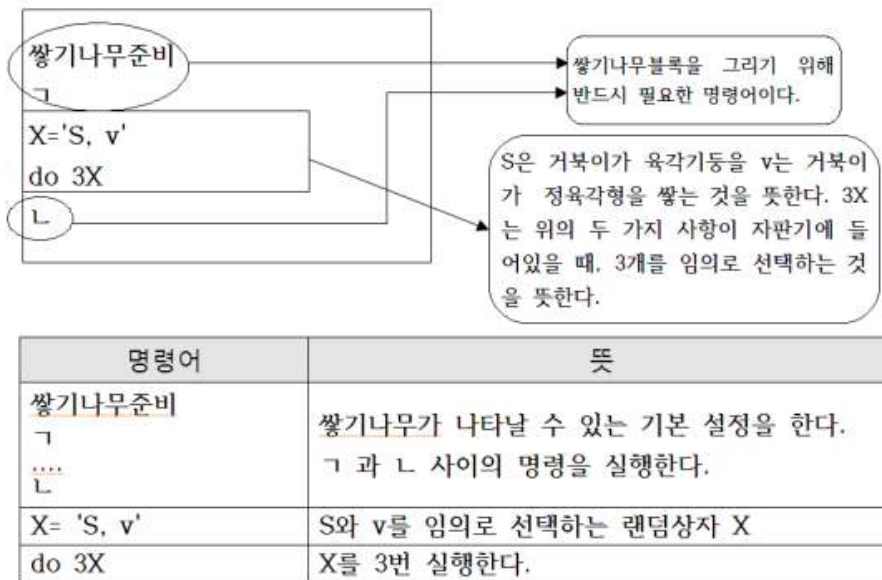 쌓기나무준비
ㄱ
X='S, v'
do 3X
ㄴ
쌓기나무블록을 그리기 위해
반드시 필요한 명령어이다.
S은 거북이가 육각기둥을 v는 거북이
가 정육각형을 쌓는 것을 뜻한다. 3X
는 위의 두 가지 사항이 자판기에 들
어있을 때, 3개를 임의로 선택하는 것
을 뜻한다.
명령어
뜻
쌓기나무준비
ㄱ
....
ㄴ
쌓기나무가 나타날 수 있는 기본 설정을 한다.
ㄱ 과 ㄴ 사이의 명령을 실행한다.
X= 'S, v'
S와 v를 임의로 선택하는 랜덤상자 X
do 3X
X를 3번 실행한다.